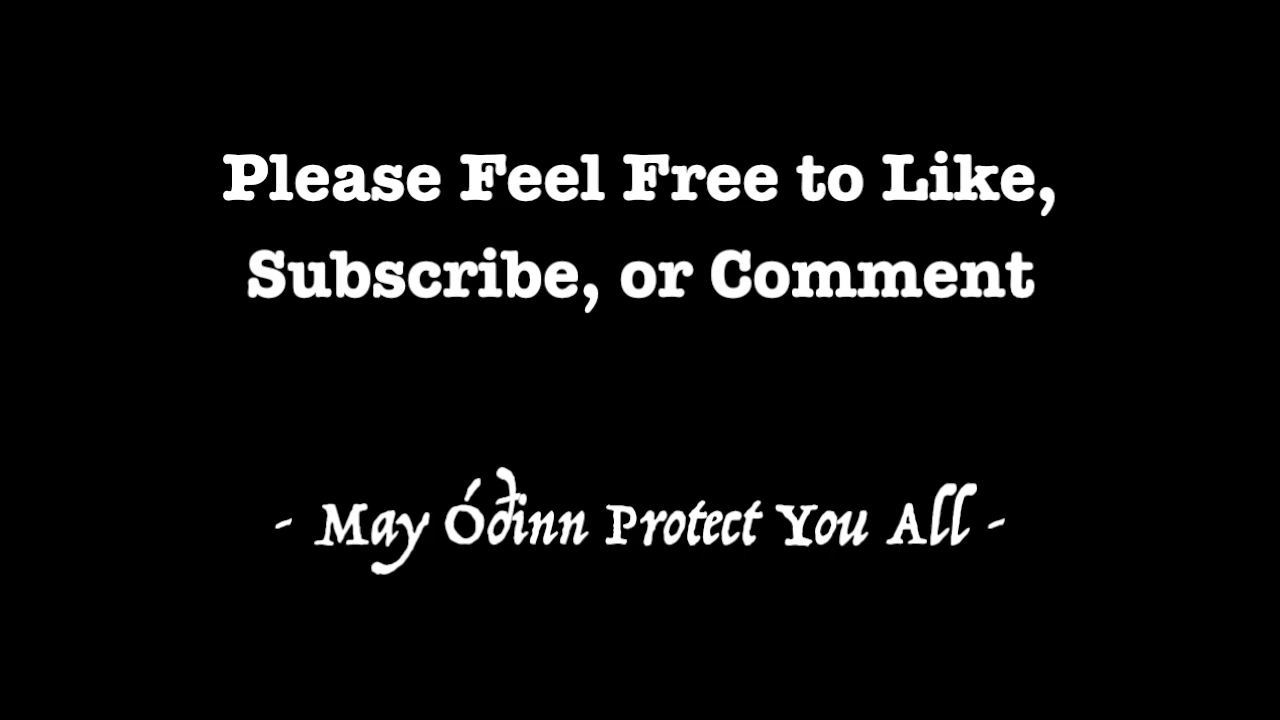 Please Feel Free to Like,
Subscribe, or Comment
- May Óðinn Protect You All -